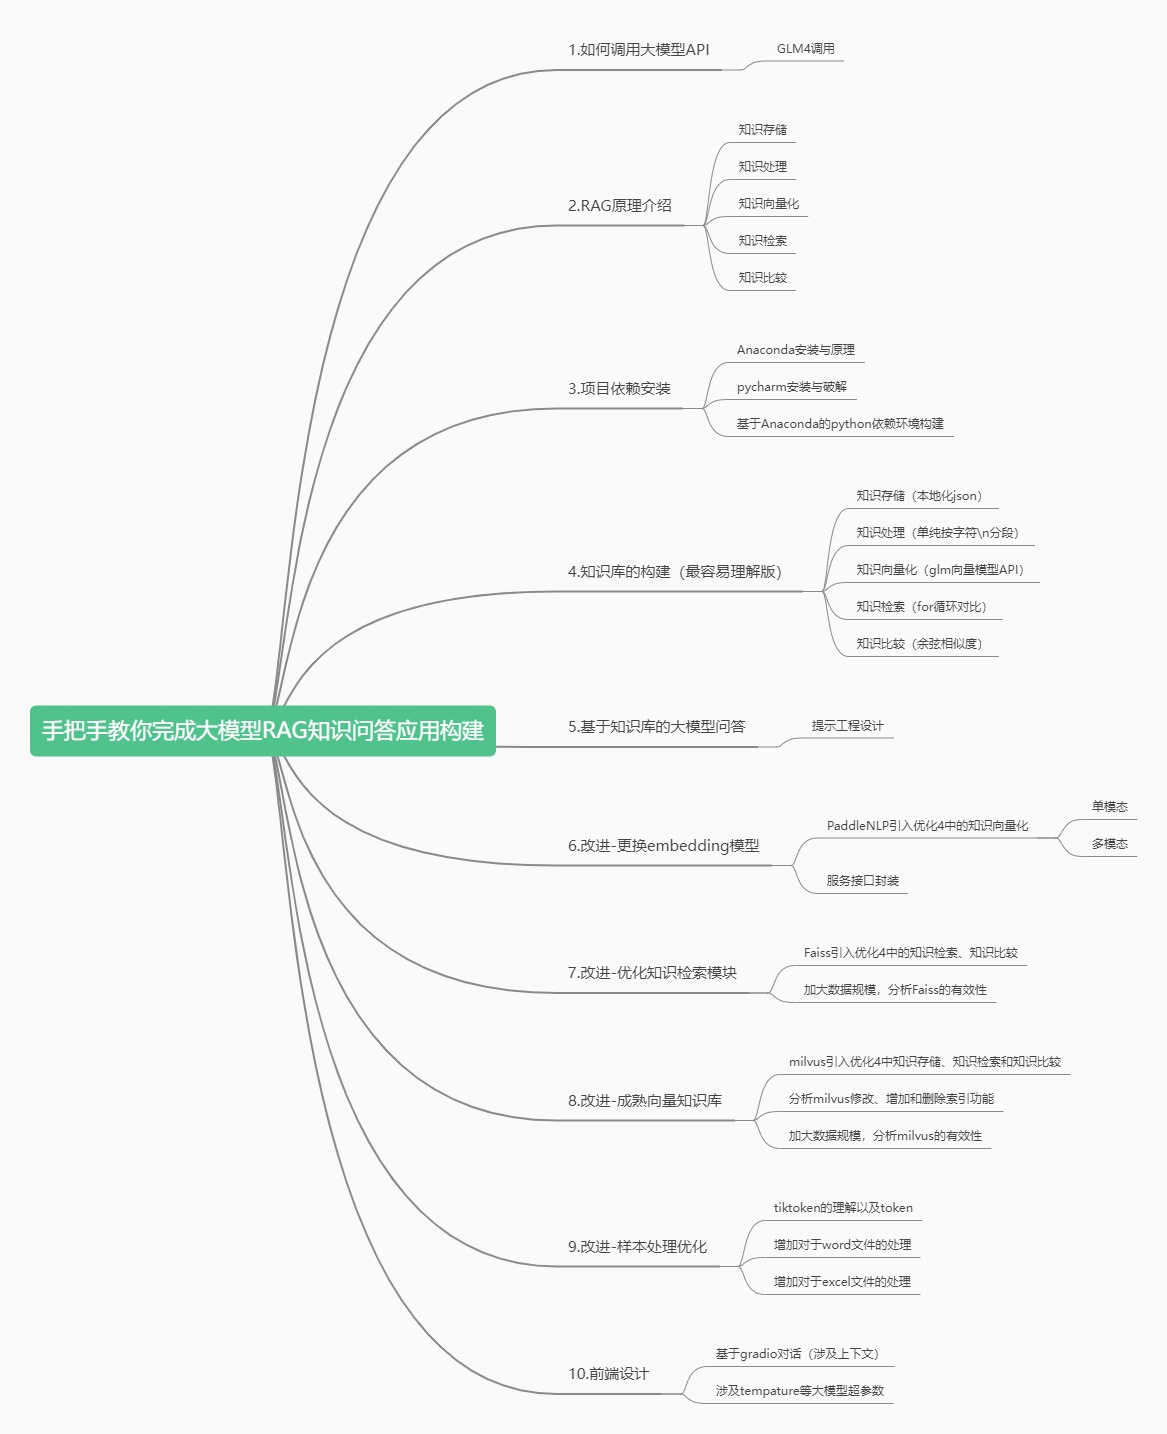 手把手教你完成大模型RAG知识问答应用构建
1.如何调用大模型API
GLM4调用
2.RAG原理介绍
知识存储
知识处理
知识向量化
知识检索
知识比较
3.项目依赖安装
Anaconda安装与原理
pycharm安装与破解
基于Anaconda的python依赖环境构建
4.知识库的构建（最容易理解版）
知识存储（本地化json）
知识处理（单纯按字符\n分段）
知识向量化（glm向量模型API）
知识检索（for循环对比）
知识比较（余弦相似度）
5.基于知识库的大模型问答
提示工程设计
6.改进-更换embedding模型
PaddleNLP引入优化4中的知识向量化
单模态
多模态
服务接口封装
7.改进-优化知识检索模块
Faiss引入优化4中的知识检索、知识比较
加大数据规模，分析Faiss的有效性
8.改进-成熟向量知识库
milvus引入优化4中知识存储、知识检索和知识比较
分析milvus修改、增加和删除索引功能
加大数据规模，分析milvus的有效性
9.改进-样本处理优化
tiktoken的理解以及token
增加对于word文件的处理
增加对于excel文件的处理
10.前端设计
基于gradio对话（涉及上下文）
涉及tempature等大模型超参数